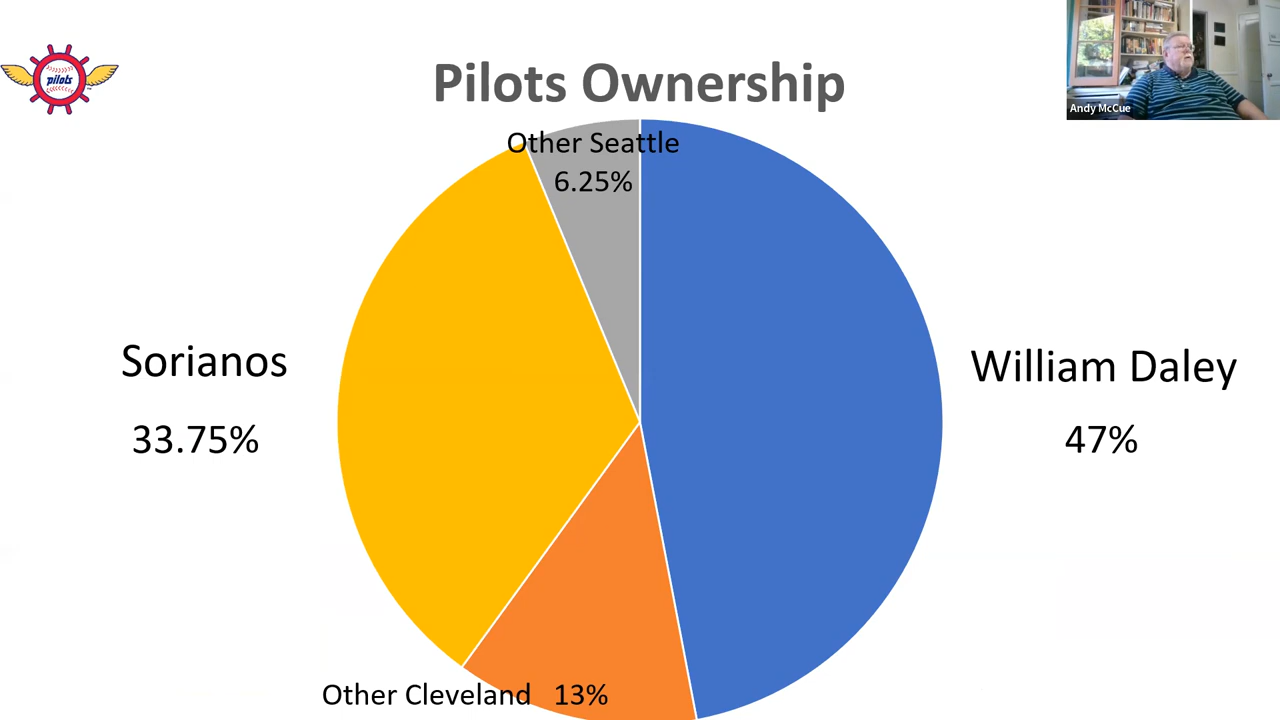 Pilots Ownership
pilots
Andy McCue
Other Seattle
6.25%
Sorianos
33.75%
William Daley
47%
Other Cleveland 13%